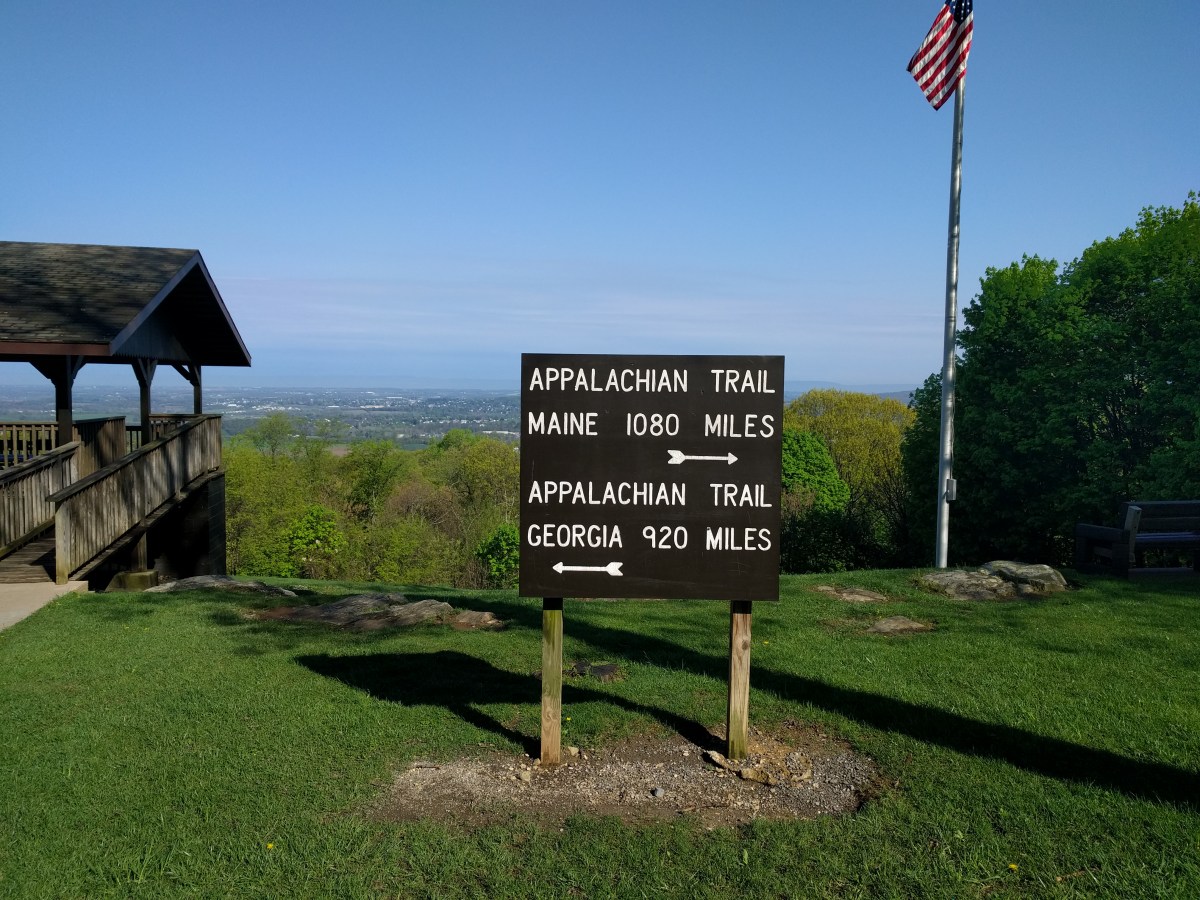 APPALACHIAN TRAIL
MAINE 1080 MILES
APPALACHIAN TRAIL
GEORGIA 920 MILES